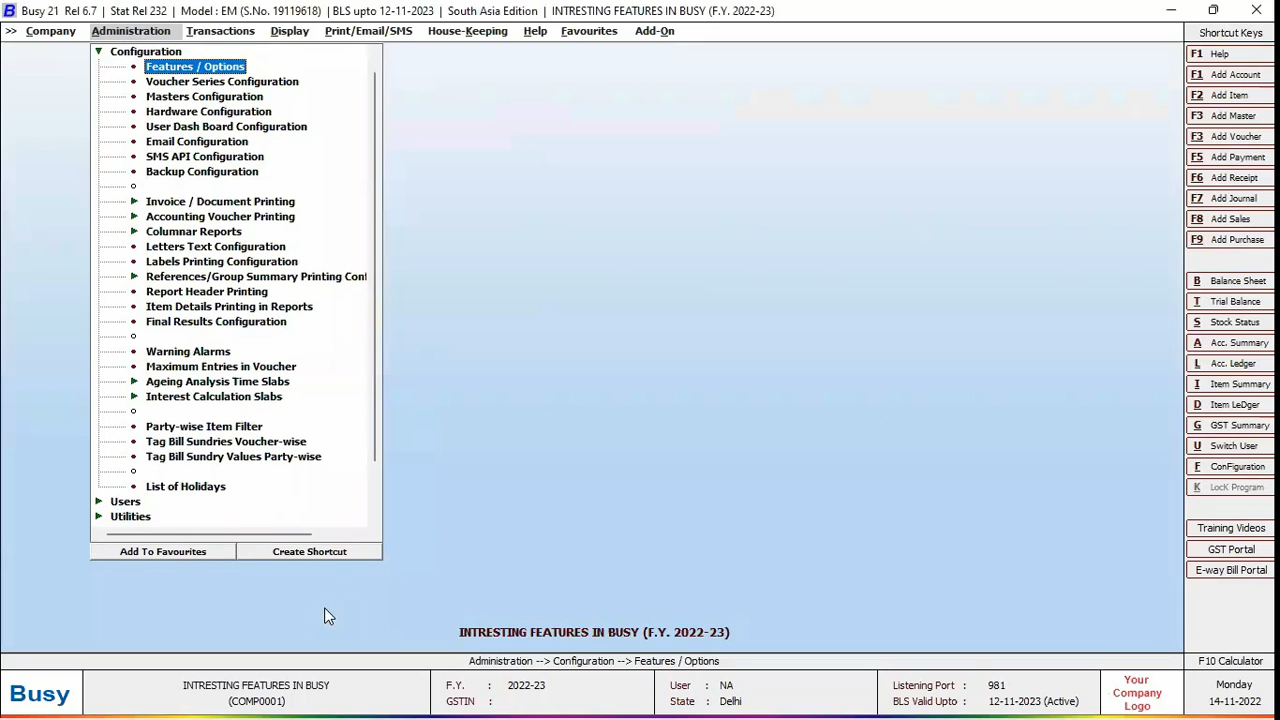 Busy 21 | Rel 6.7 | Stat Rel 232 | Model : EM (S.No. 19119618) | BLS upto 12-11-2023 | South Asia Edition | INTRESTING FEATURES IN BUSY (F.Y. 2022-23)
>> Company Administration Transactions Display Print/Email/SMS House-Keeping Help Favourites Add-On
Configuration
Features / Options
Voucher Series Configuration
Masters Configuration
Hardware Configuration
User Dash Board Configuration
Email Configuration
SMS API Configuration
Backup Configuration
Invoice / Document Printing
Accounting Voucher Printing
Columnar Reports
Letters Text Configuration
Labels Printing Configuration
References/Group Summary Printing Conf
Report Header Printing
Item Details Printing in Reports
Final Results Configuration
Warning Alarms
Maximum Entries in Voucher
Ageing Analysis Time Slabs
Interest Calculation Slabs
Party-wise Item Filter
Tag Bill Sundries Voucher-wise
Tag Bill Sundry Values Party-wise
List of Holidays
Users
Utilities
Add To Favourites Create Shortcut
Shortcut Keys
F1 Help
F1 Add Account
F2 Add Item
F3 Add Master
F3 Add Voucher
F5 Add Payment
F6 Add Receipt
F7 Add Journal
F8 Add Sales
F9 Add Purchase
B Balance Sheet
T Trial Balance
S Stock Status
A Acc. Summary
L Acc. Ledger
I Item Summary
D Item LeDger
G GST Summary
U Switch User
F ConFiguration
K LocK Program
Training Videos
GST Portal
E-way Bill Portal
INTRESTING FEATURES IN BUSY (F.Y. 2022-23)
Administration --> Configuration --> Features / Options
F10 Calculator
Busy
INTRESTING FEATURES IN BUSY
(COMP0001)
F.Y. : 2022-23
GSTIN :
User : NA
State : Delhi
Listening Port : 981
BLS Valid Upto : 12-11-2023 (Active)
Your
Company
Logo
Monday
14-11-2022